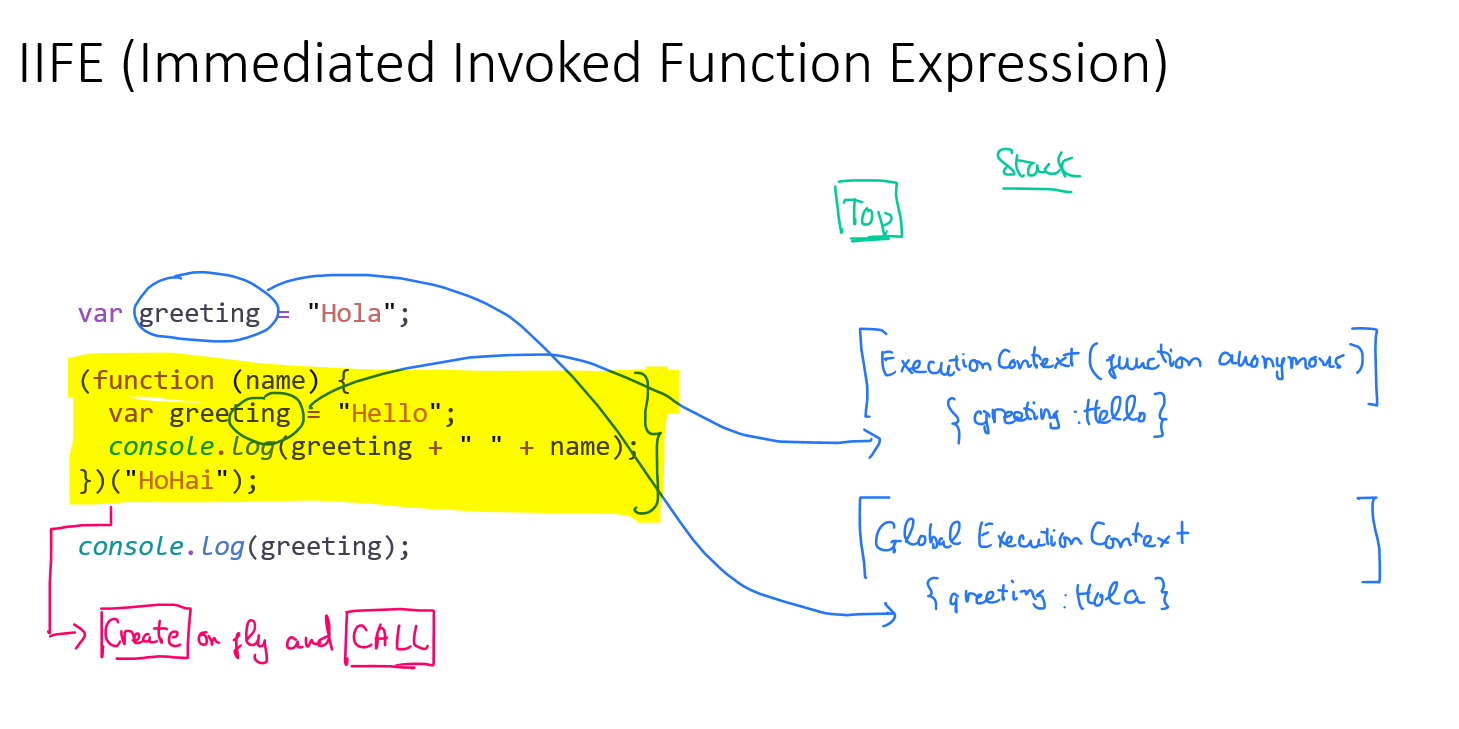 IIFE (Immediated Invoked Function Expression)
Stack
Top
var greeting = "Hola";
(function (name) {
var greeting = "Hello";
console.log(greeting + " " + name);
})("HoHai");
console.log(greeting);
Create on fly and CALL
Execution Context (function anonymous)
{ greeting : Hello }
Global Execution Context
{ greeting : Hola }